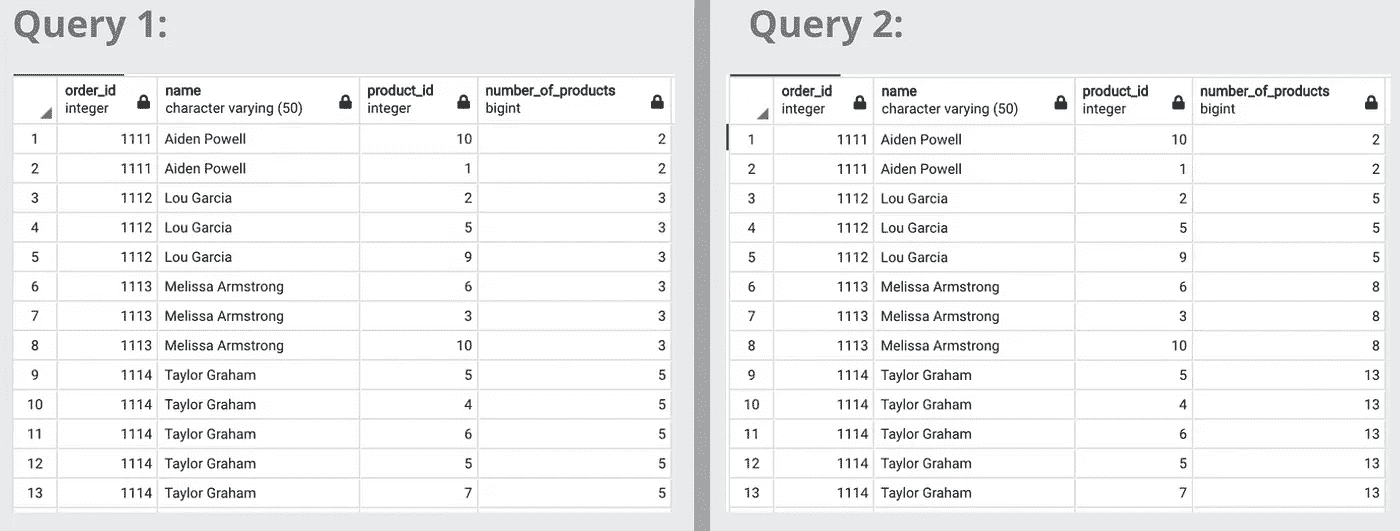 Query 1:
order_id name product_id number_of_products
integer character varying (50) integer bigint
1 1111 Aiden Powell 10 2
2 1111 Aiden Powell 1 2
3 1112 Lou Garcia 2 3
4 1112 Lou Garcia 5 3
5 1112 Lou Garcia 9 3
6 1113 Melissa Armstrong 6 3
7 1113 Melissa Armstrong 3 3
8 1113 Melissa Armstrong 10 3
9 1114 Taylor Graham 5 5
10 1114 Taylor Graham 4 5
11 1114 Taylor Graham 6 5
12 1114 Taylor Graham 5 5
13 1114 Taylor Graham 7 5
Query 2:
order_id name product_id number_of_products
integer character varying (50) integer bigint
1 1111 Aiden Powell 10 2
2 1111 Aiden Powell 1 2
3 1112 Lou Garcia 2 5
4 1112 Lou Garcia 5 5
5 1112 Lou Garcia 9 5
6 1113 Melissa Armstrong 6 8
7 1113 Melissa Armstrong 3 8
8 1113 Melissa Armstrong 10 8
9 1114 Taylor Graham 5 13
10 1114 Taylor Graham 4 13
11 1114 Taylor Graham 6 13
12 1114 Taylor Graham 5 13
13 1114 Taylor Graham 7 13